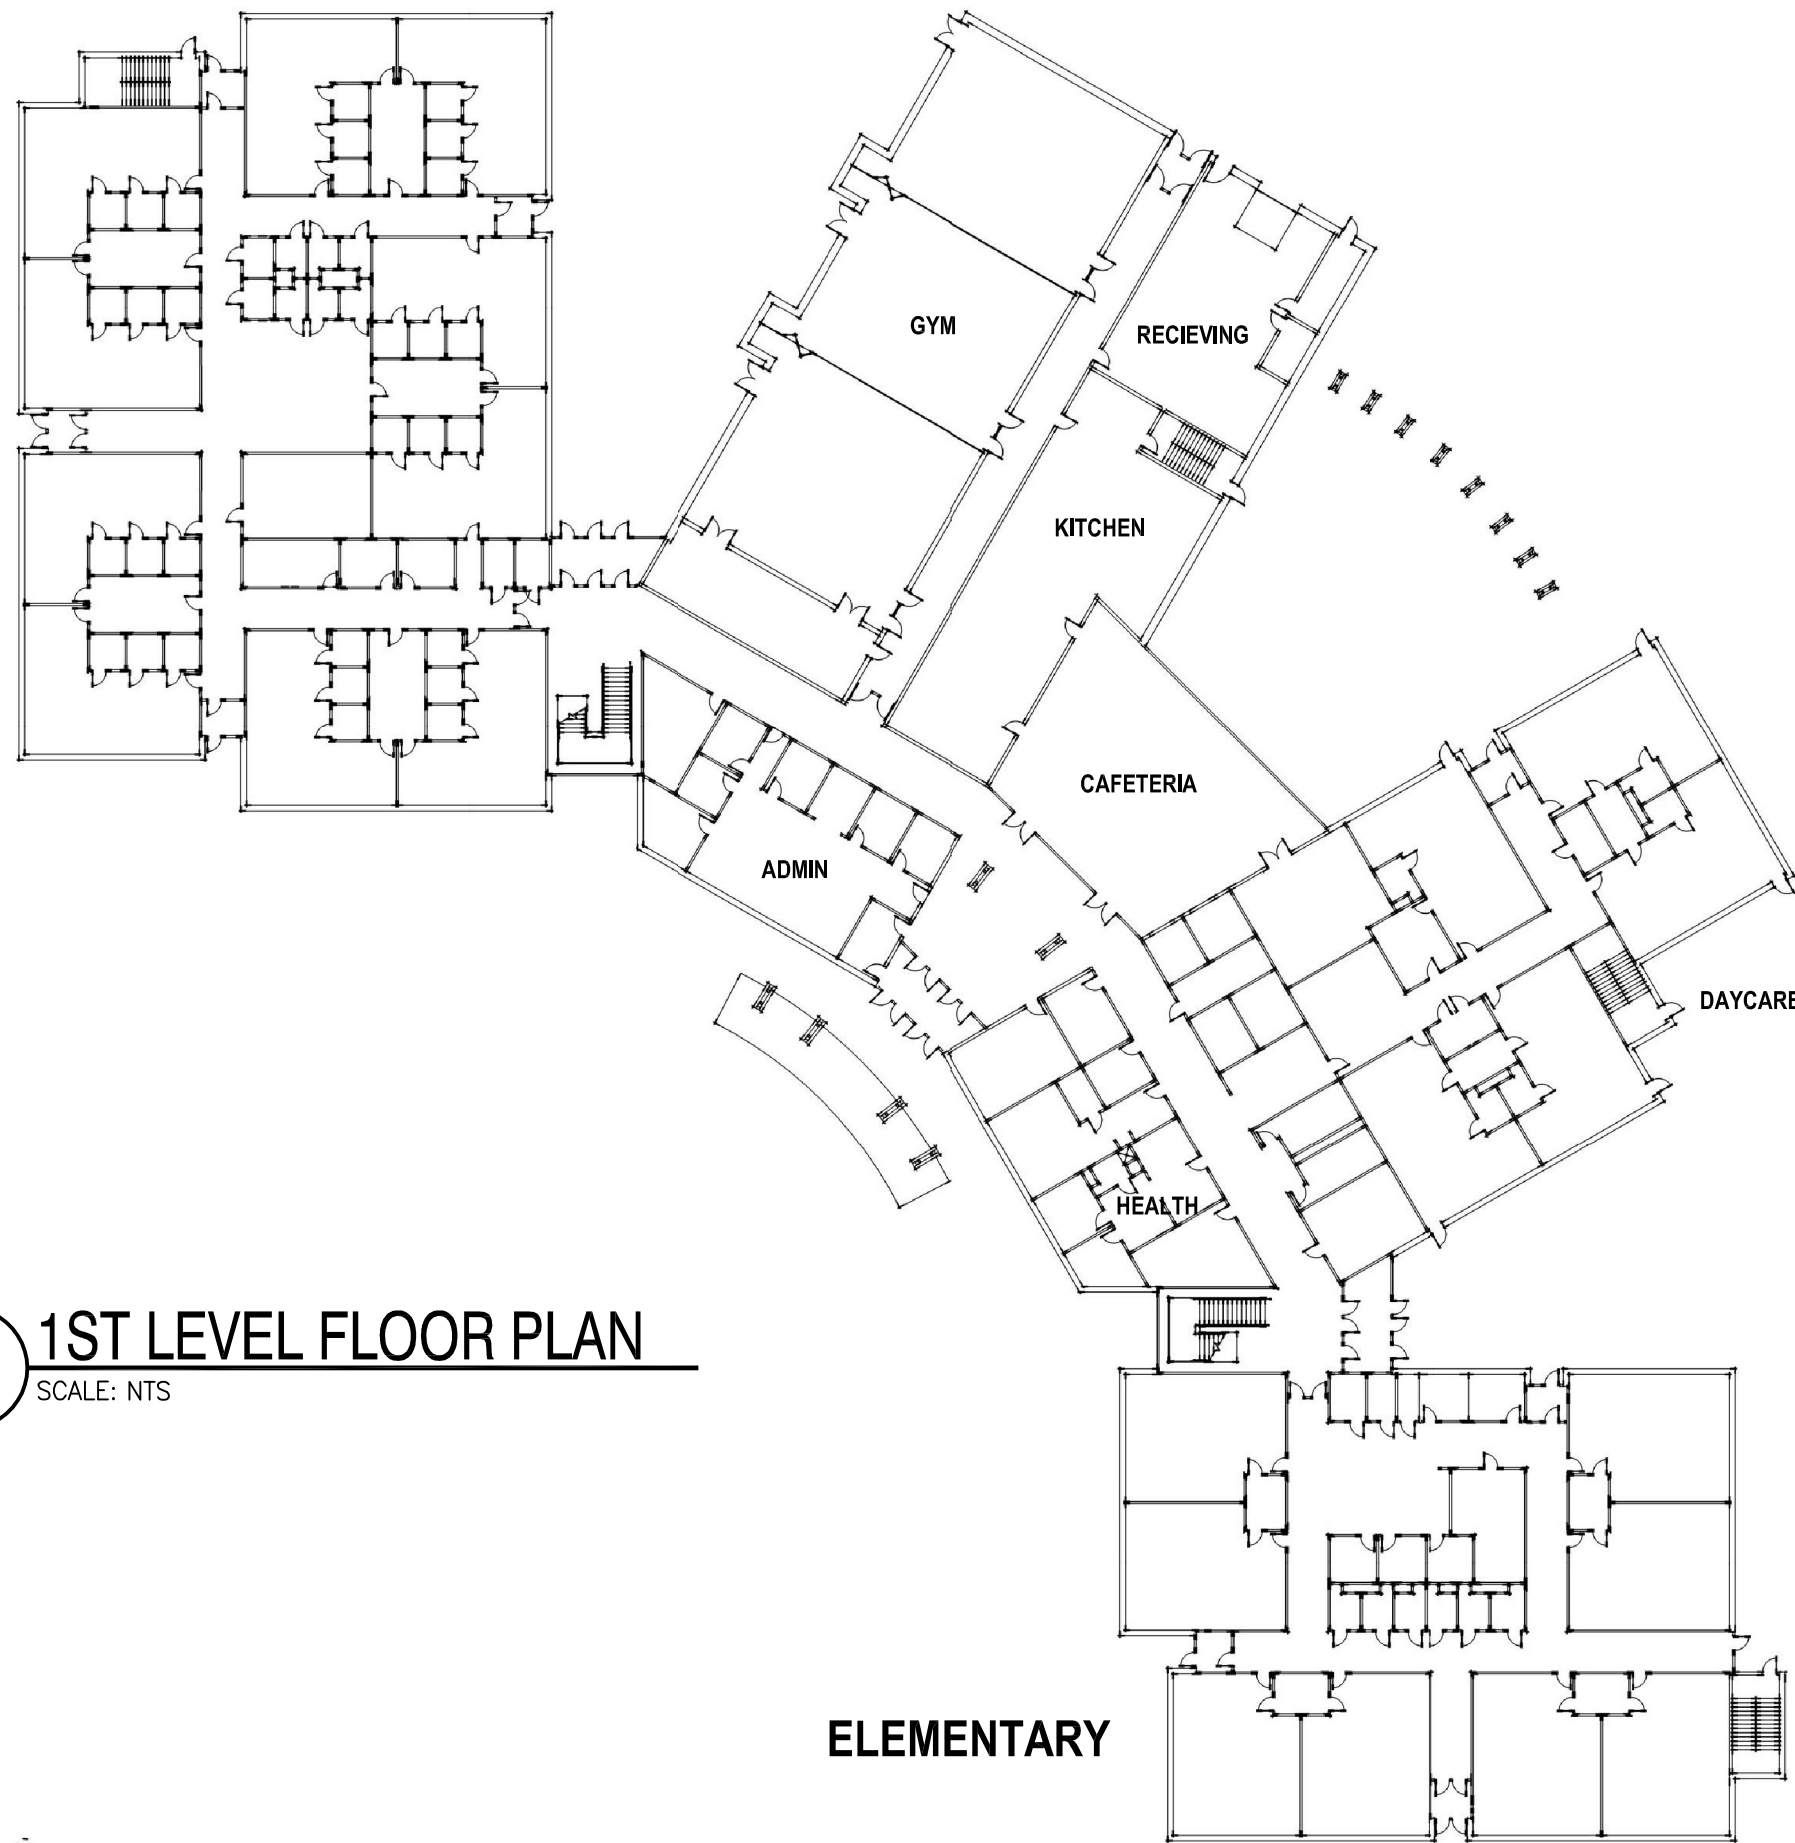 GYM
RECIEVING
KITCHEN
CAFETERIA
ADMIN
DAYCARE
HEALTH
1ST LEVEL FLOOR PLAN
SCALE: NTS
ELEMENTARY